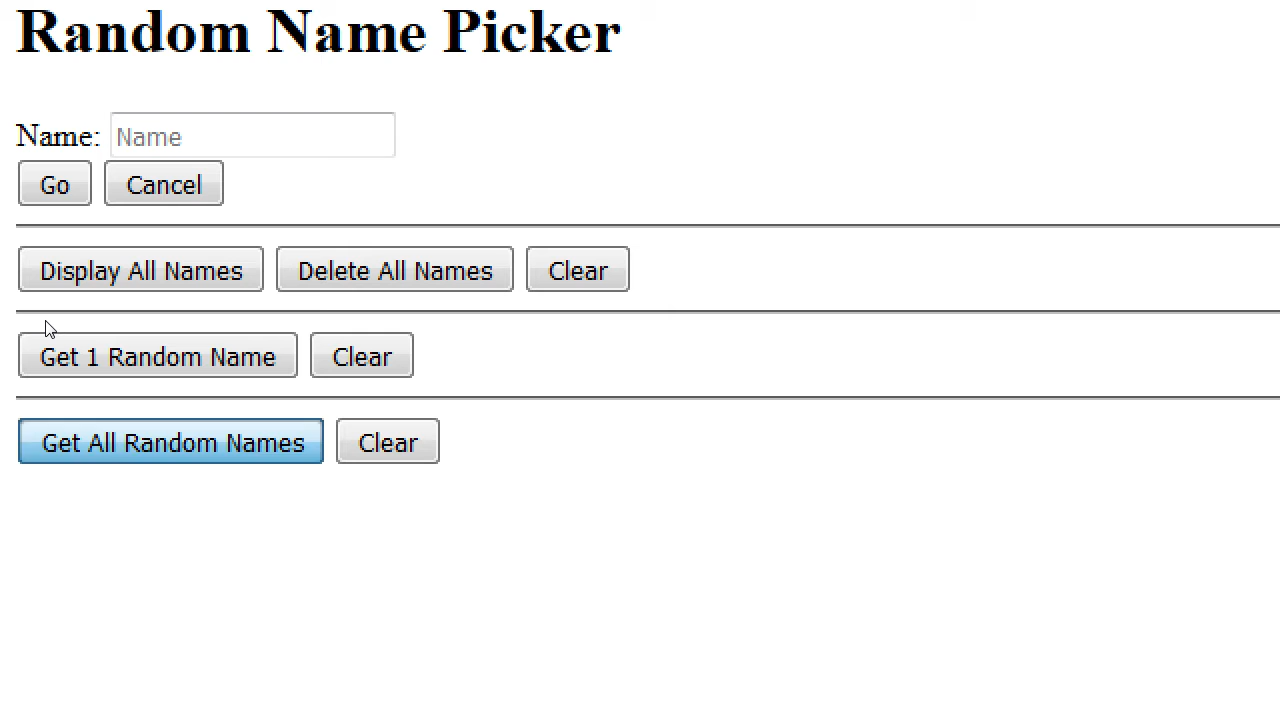 Random Name Picker
Name: Name
Go Cancel
Display All Names Delete All Names Clear
Get 1 Random Name Clear
Get All Random Names Clear